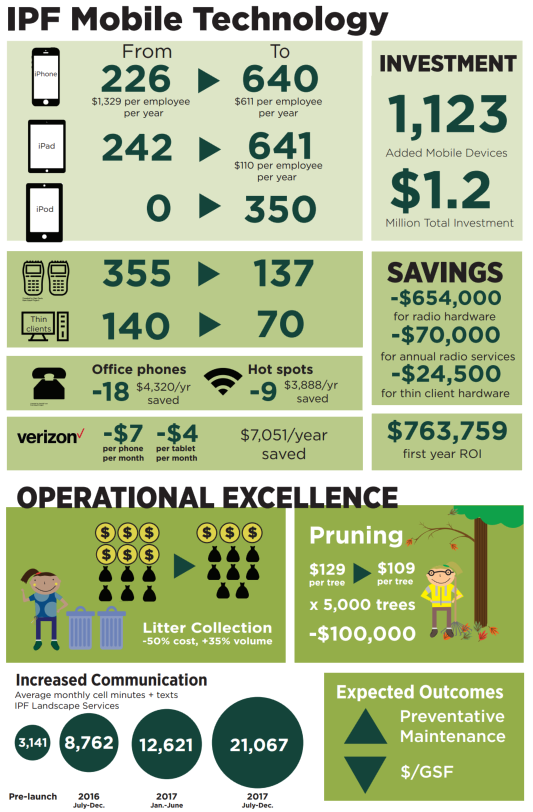 IPF Mobile Technology
From
To
iPhone
226
640
$1,329 per employee
per year
$611 per employee
per year
iPad
242
641
$110 per employee
per year
iPod
0
350
INVESTMENT
1,123
Added Mobile Devices
$1.2
Million Total Investment
355
137
Thin
clients
140
70
SAVINGS
-$654,000
for radio hardware
-$70,000
for annual radio services
-$24,500
for thin client hardware
Office phones
-18
$4,320/yr
saved
Hot spots
-9
$3,888/yr
saved
verizon
-$7
per phone
per month
-$4
per tablet
per month
$7,051/year
saved
$763,759
first year ROI
OPERATIONAL EXCELLENCE
$ $ $
$ $ $
$ $ $
Litter Collection
-50% cost, +35% volume
Pruning
$129
per tree
$109
per tree
x 5,000 trees
-$100,000
Increased Communication
Average monthly cell minutes + texts
IPF Landscape Services
3,141
8,762
12,621
21,067
Pre-launch
2016
July-Dec.
2017
Jan.-June
2017
July-Dec.
Expected Outcomes
Preventative
Maintenance
$/GSF